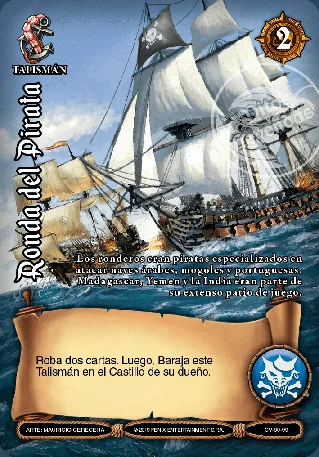 TALISMÁN
2
Ronda del Pirata
Los ronderos eran piratas especializados en
atacar naves árabes, mogoles y portuguesas.
Madagascar, Yemen y la India eran parte de
su extenso patio de juego.
Roba dos cartas. Luego, Baraja este
Talismán en el Castillo de su dueño.
ARTE: MAURICIO